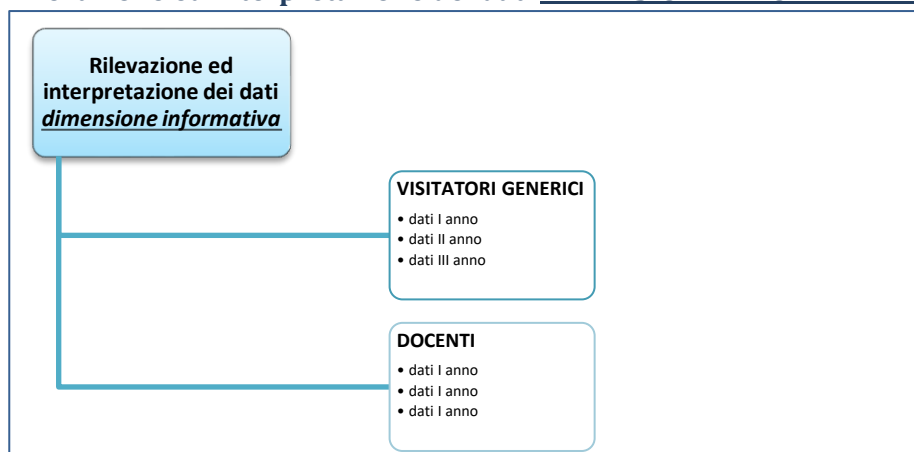 Rilevazione ed
interpretazione dei dati
dimensione informativa
VISITATORI GENERICI
• dati I anno
• dati II anno
• dati III anno
DOCENTI
• dati I anno
• dati I anno
• dati I anno